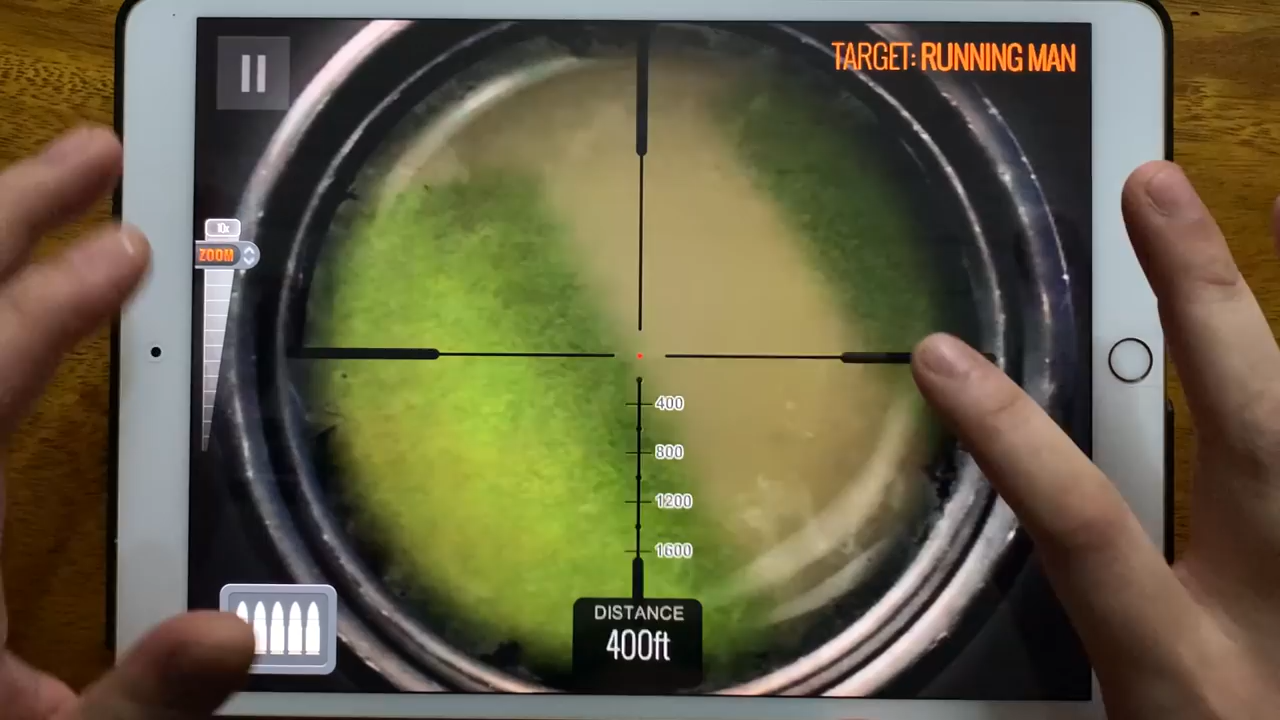 TARGET: RUNNING MAN
10x
ZOOM
400
800
1200
1600
DISTANCE
400ft